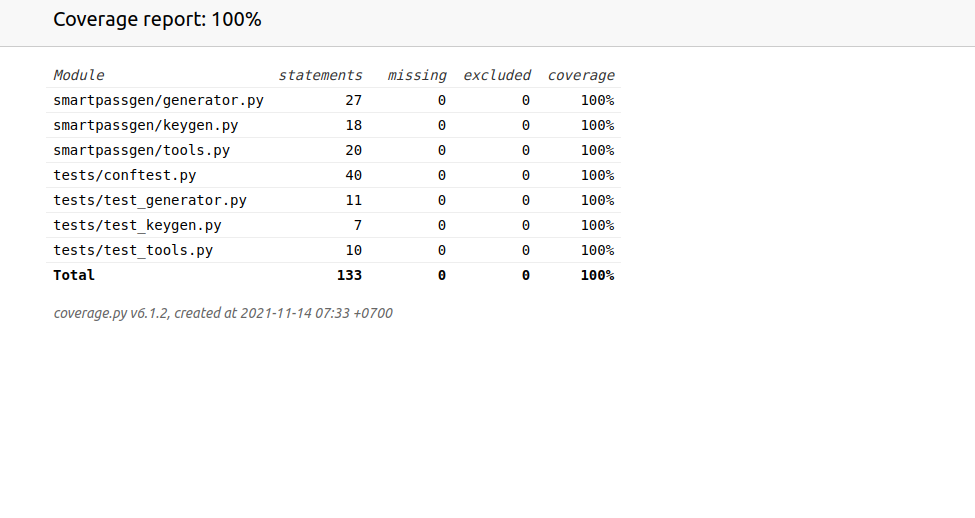 Coverage report: 100%
Module statements missing excluded coverage
smartpassgen/generator.py 27 0 0 100%
smartpassgen/keygen.py 18 0 0 100%
smartpassgen/tools.py 20 0 0 100%
tests/conftest.py 40 0 0 100%
tests/test_generator.py 11 0 0 100%
tests/test_keygen.py 7 0 0 100%
tests/test_tools.py 10 0 0 100%
Total 133 0 0 100%
coverage.py v6.1.2, created at 2021-11-14 07:33 +0700